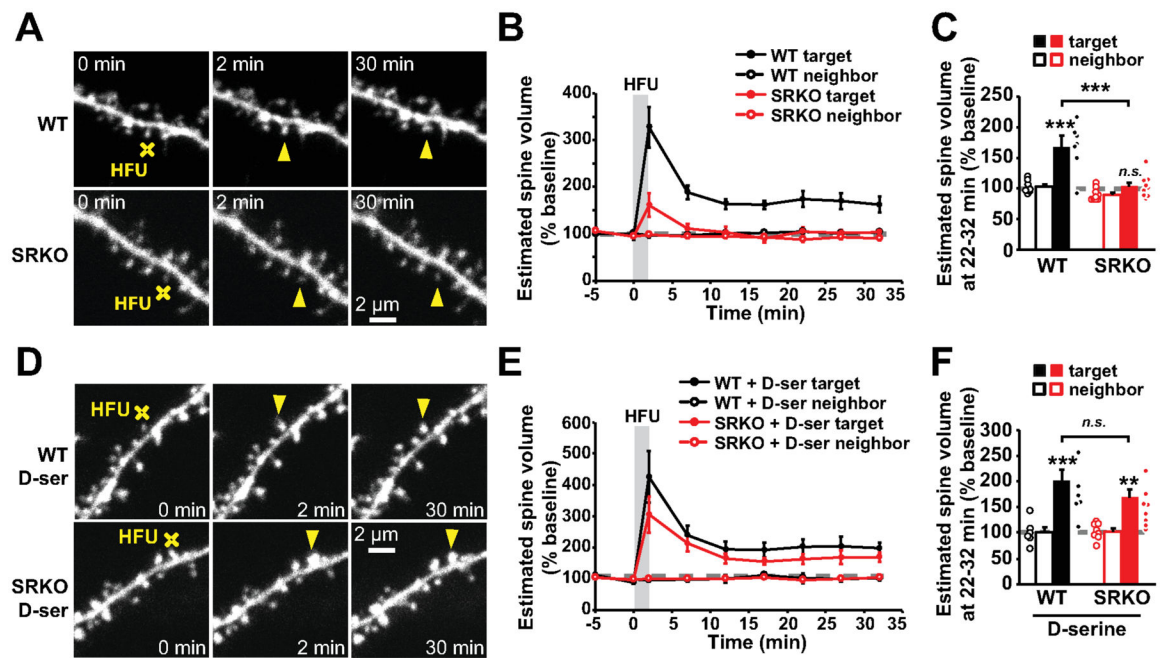 A
0 min
2 min
30 min
WT
HFU
SRKO
HFU
2 µm
B
WT target
WT neighbor
SRKO target
SRKO neighbor
HFU
Estimated spine volume
(% baseline)
400
300
200
100
0
-5
0
5
10
15
20
25
30
35
Time (min)
C
target
neighbor
Estimated spine volume
at 22-32 min (% baseline)
250
200
150
100
50
0
***
***
n.s.
WT
SRKO
D
HFU
WT
D-ser
0 min
2 min
30 min
HFU
2 µm
SRKO
D-ser
0 min
2 min
30 min
E
WT + D-ser target
WT + D-ser neighbor
SRKO + D-ser target
SRKO + D-ser neighbor
HFU
Estimated spine volume
(% baseline)
600
500
400
300
200
100
0
-5
0
5
10
15
20
25
30
35
Time (min)
F
target
neighbor
Estimated spine volume
at 22-32 min (% baseline)
300
250
200
150
100
50
0
n.s.
***
**
WT
SRKO
D-serine